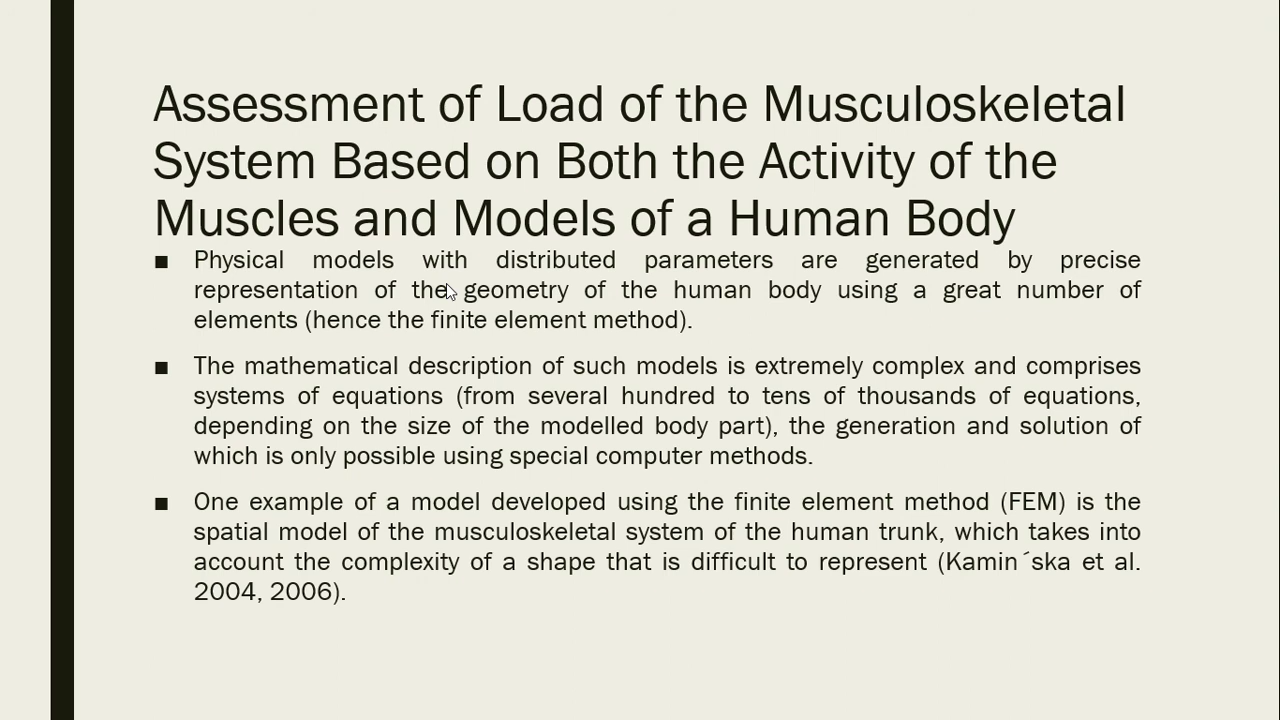 Assessment of Load of the Musculoskeletal
System Based on Both the Activity of the
Muscles and Models of a Human Body
■ Physical models with distributed parameters are generated by precise
representation of the geometry of the human body using a great number of
elements (hence the finite element method).
■ The mathematical description of such models is extremely complex and comprises
systems of equations (from several hundred to tens of thousands of equations,
depending on the size of the modelled body part), the generation and solution of
which is only possible using special computer methods.
■ One example of a model developed using the finite element method (FEM) is the
spatial model of the musculoskeletal system of the human trunk, which takes into
account the complexity of a shape that is difficult to represent (Kamin´ska et al.
2004, 2006).